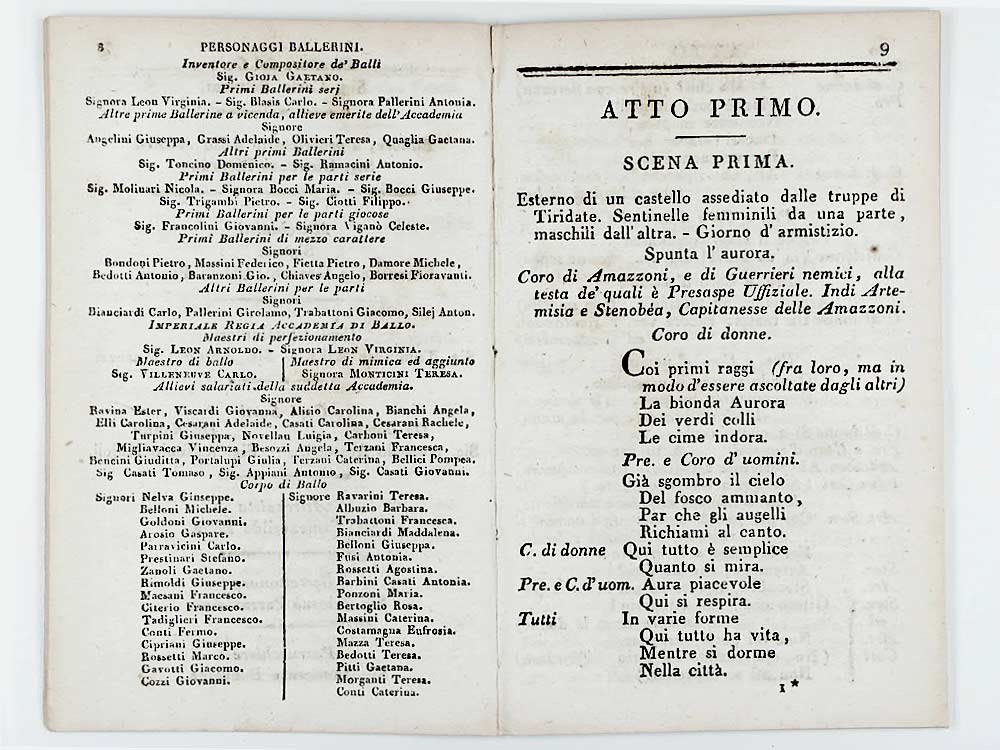 8
PERSONAGGI BALLERINI.
Inventore e Compositore de' Balli
Sig. GIOJA GAETANO.
Primi Ballerini serj
Signora Leon Virginia. - Sig. Blasis Carlo. - Signora Pallerini Antonia.
Altre prime Ballerine a vicenda, allieve emerite dell'Accademia
Signore
Angelini Giuseppa, Grassi Adelaide, Olivieri Teresa, Quaglia Gaetana.
Altri primi Ballerini
Sig. Toncino Domenico. - Sig. Ramacini Antonio.
Primi Ballerini per le parti serie
Sig. Molinari Nicola. - Signora Bocci Maria. - Sig. Bocci Giuseppe.
Sig. Trigambi Pietro. - Sig. Ciotti Filippo.
Primi Ballerini per le parti giocose
Sig. Francolini Giovanni. - Signora Viganò Celeste.
Primi Ballerini di mezzo carattere
Signori
Bondoni Pietro, Massini Federico, Fietta Pietro, Damore Michele,
Bedotti Antonio, Baranzoni Gio., Chiaves Angelo, Borresi Fioravanti.
Altri Ballerini per le parti
Signori
Bianciardi Carlo, Pallerini Girolamo, Trabattoni Giacomo, Silej Anton.
IMPERIALE REGIA ACCADEMIA DI BALLO.
Maestri di perfezionamento
Sig. LEON ARNOLDO. - Signora LEON VIRGINIA.
Maestro di ballo
Sig. VILLENEUVE CARLO.
Maestro di mimica ed aggiunto
Signora MONTICINI TERESA.
Allievi salariati della suddetta Accademia.
Signore
Ravina Ester, Viscardi Giovanna, Alisio Carolina, Bianchi Angela,
Elli Carolina, Cesarani Adelaide, Casati Carolina, Cesarani Rachele,
Turpini Giuseppa, Novellau Luigia, Carboni Teresa,
Migliavacca Vincenza, Besozzi Angela, Terzani Francesca,
Bencini Giuditta, Portalupi Giulia, Terzani Caterina, Bellici Pompea.
Sig Casati Tomaso, Sig. Appiani Antonio, Sig. Casati Giovanni.
Corpo di Ballo
Signori Nelva Giuseppe.
Belloni Michele.
Goldoni Giovanni.
Arosio Gaspare.
Parravicini Carlo.
Prestinari Stefano.
Zanoli Gaetano.
Rimoldi Giuseppe.
Maesani Francesco.
Citerio Francesco.
Tadiglieri Francesco.
Conti Fermo.
Cipriani Giuseppe.
Rossetti Marco.
Gavotti Giacomo.
Cozzi Giovanni.
Signore Ravarini Teresa.
Albuzio Barbara.
Trabattoni Francesca.
Bianciardi Maddalena.
Belloni Giuseppa.
Fusi Antonia.
Rossetti Agostina.
Barbini Casati Antonia.
Ponzoni Maria.
Bertoglio Rosa.
Massini Caterina.
Costamagna Eufrosia.
Mazza Teresa.
Bedotti Teresa.
Pitti Gaetana.
Morganti Teresa.
Conti Caterina.
9
ATTO PRIMO.
SCENA PRIMA.
Esterno di un castello assediato dalle truppe di
Tiridate. Sentinelle femminili da una parte,
maschili dall'altra. - Giorno d'armistizio.
Spunta l'aurora.
Coro di Amazzoni, e di Guerrieri nemici, alla
testa de' quali è Presaspe Uffiziale. Indi Arte-
misia e Stenobéa, Capitanesse delle Amazzoni.
Coro di donne.
Coi primi raggi (fra loro, ma in
modo d'essere ascoltate dagli altri)
La bionda Aurora
Dei verdi colli
Le cime indora.
Pre. e Coro d'uomini.
Già sgombro il cielo
Del fosco ammanto,
Par che gli augelli
Richiami al canto.
C. di donne Qui tutto è semplice
Quanto si mira.
Pre. e C. d'uom. Aura piacevole
Qui si respira.
Tutti In varie forme
Qui tutto ha vita,
Mentre si dorme
Nella città.
1*